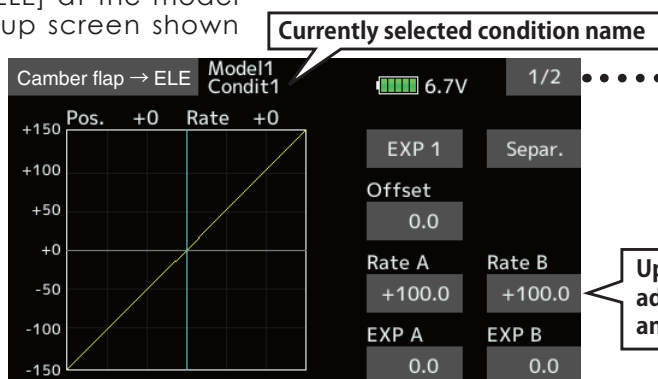 ELE] at the model
up screen shown
Currently selected condition name
Camber flap → ELE Model1 Condit1 6.7V 1/2
Pos. +0 Rate +0
+150
+100
+50
+0
-50
-100
-150
EXP 1 Separ.
Offset
0.0
Rate A Rate B
+100.0 +100.0
EXP A EXP B
0.0 0.0
Up
ad
an